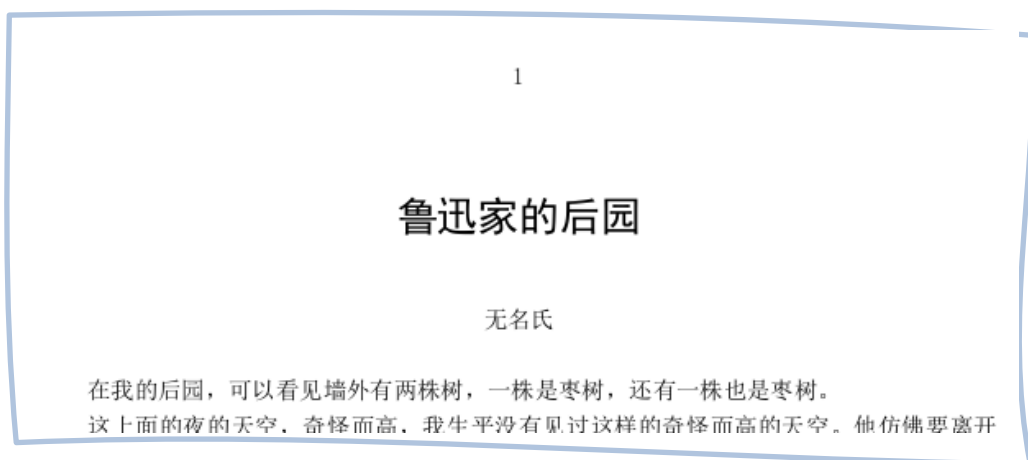 1
鲁迅家的后园
无名氏
在我的后园，可以看见墙外有两株树，一株是枣树，还有一株也是枣树。
这上面的夜的天空，奇怪而高，我生平没有见过这样的奇怪而高的天空。他仿佛要离开